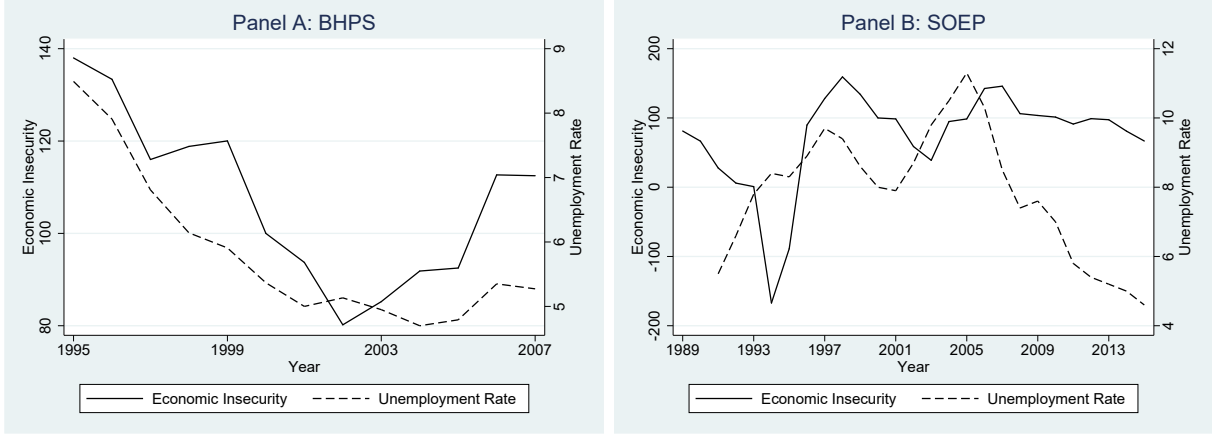 Panel A: BHPS
140
120
100
80
Economic Insecurity
9
8
7
6
5
Unemployment Rate
1995 1999 2003 2007
Year
Economic Insecurity Unemployment Rate
Panel B: SOEP
200
100
0
-100
-200
Economic Insecurity
12
10
8
6
4
Unemployment Rate
1989 1993 1997 2001 2005 2009 2013
Year
Economic Insecurity Unemployment Rate